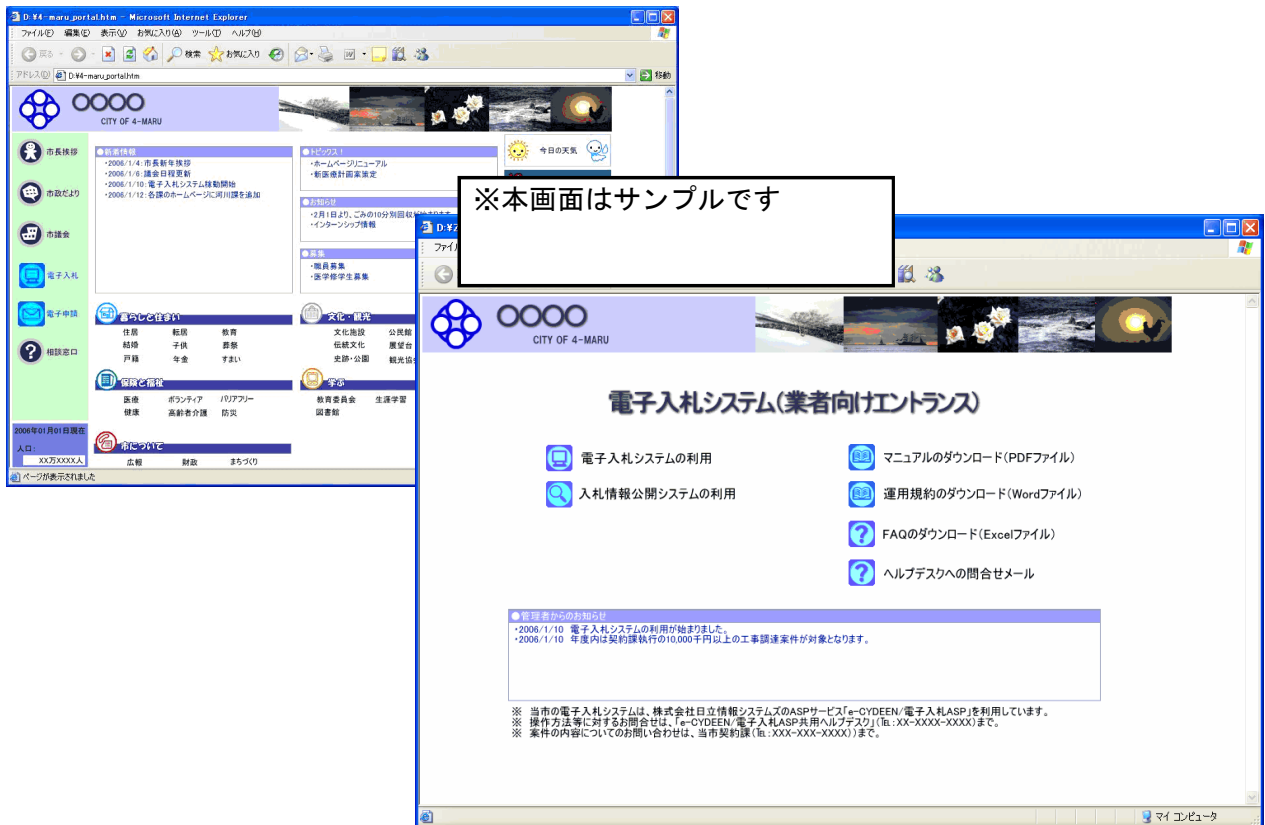 D:¥4-maru_portal.htm - Microsoft Internet Explorer
ファイル(F) 編集(E) 表示(V) お気に入り(A) ツール(T) ヘルプ(H)
戻る 検索 お気に入り
アドレス(D) D:¥4-maru_portal.htm 移動
○○○○
CITY OF 4-MARU
市長挨拶
市政だより
市議会
電子入札
電子申請
相談窓口
2006年01月01日現在
人口:
XX万XXXX人
●新着情報
・2006/1/4:市長新年挨拶
・2006/1/6:議会日程更新
・2006/1/10:電子入札システム稼動開始
・2006/1/12:各課のホームページに河川課を追加
●トピックス!
・ホームページリニューアル
・新医療計画案策定
●お知らせ
・2月1日より、ごみの10分別回収が始まります
・インターンシップ情報
●募集
・職員募集
・医学修学生募集
今日の天気
暮らしと住まい
住居 転居 教育
結婚 子供 葬祭
戸籍 年金 すまい
文化・観光
文化施設 公民館
伝統文化 展望台
史跡・公園 観光協
保険と福祉
医療 ボランティア バリアフリー
健康 高齢者介護 防災
学ぶ
教育委員会 生涯学習
図書館
市について
広報 財政 まちづくり
ページが表示されました
※本画面はサンプルです
D:¥
ファイ
○○○○
CITY OF 4-MARU
電子入札システム(業者向けエントランス)
電子入札システムの利用
入札情報公開システムの利用
マニュアルのダウンロード(PDFファイル)
運用規約のダウンロード(Wordファイル)
FAQのダウンロード(Excelファイル)
ヘルプデスクへの問合せメール
●管理者からのお知らせ
・2006/1/10 電子入札システムの利用が始まりました。
・2006/1/10 年度内は契約課執行の10,000千円以上の工事調達案件が対象となります。
※ 当市の電子入札システムは、株式会社日立情報システムズのASPサービス「e-CYDEEN/電子入札ASP」を利用しています。
※ 操作方法等に対するお問合せは、「e-CYDEEN/電子入札ASP共用ヘルプデスク」(℡:XX-XXXX-XXXX)まで。
※ 案件の内容についてのお問い合わせは、当市契約課(℡:XXX-XXX-XXXX))まで。
マイ コンピュータ